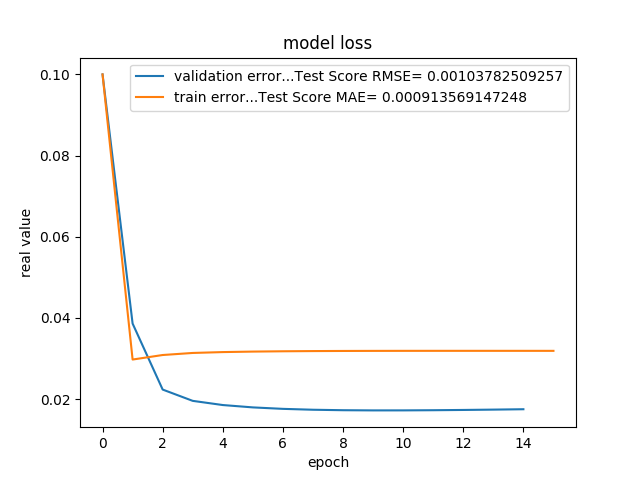 model loss
validation error...Test Score RMSE= 0.00103782509257
train error...Test Score MAE= 0.000913569147248
0.10
0.08
0.06
0.04
0.02
real value
0 2 4 6 8 10 12 14
epoch